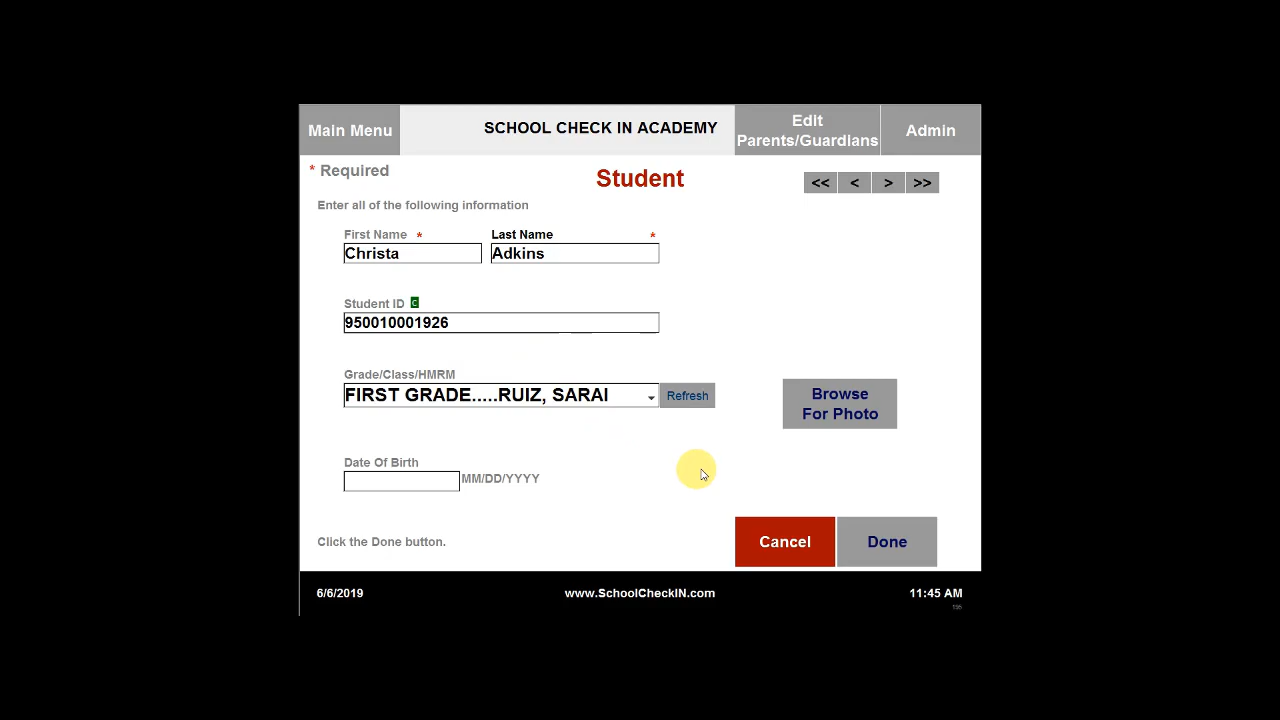 Main Menu
SCHOOL CHECK IN ACADEMY
Edit
Parents/Guardians
Admin
* Required
Student
<< < > >>
Enter all of the following information
First Name *
Last Name *
Christa
Adkins
Student ID C
950010001926
Grade/Class/HMRM
FIRST GRADE.....RUIZ, SARAI
Refresh
Browse
For Photo
Date Of Birth
MM/DD/YYYY
Click the Done button.
Cancel
Done
6/6/2019
www.SchoolCheckIN.com
11:45 AM